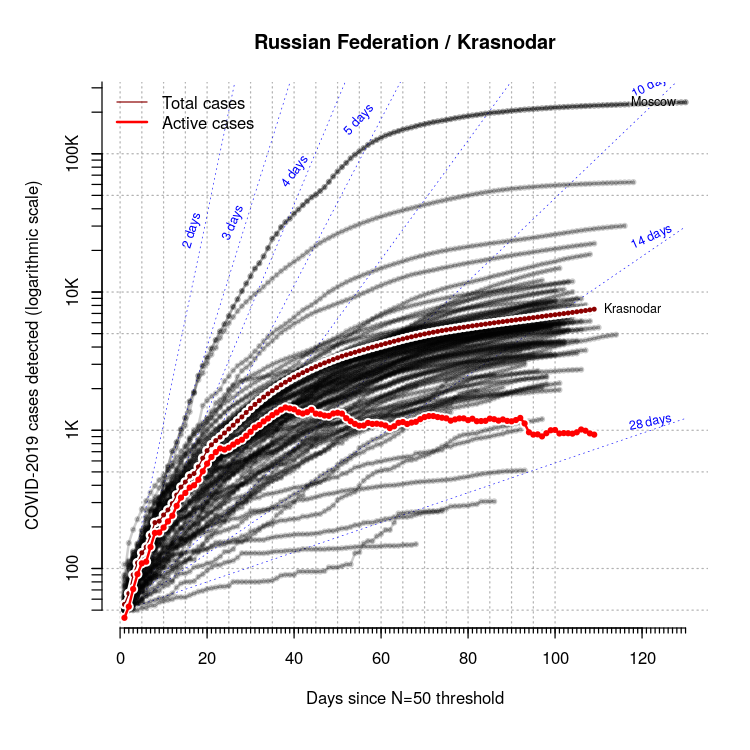 Russian Federation / Krasnodar
Total cases
Active cases
2 days
3 days
4 days
5 days
10 days
Moscow
14 days
Krasnodar
28 days
COVID-2019 cases detected (logarithmic scale)
100K
10K
1K
100
0 20 40 60 80 100 120
Days since N=50 threshold